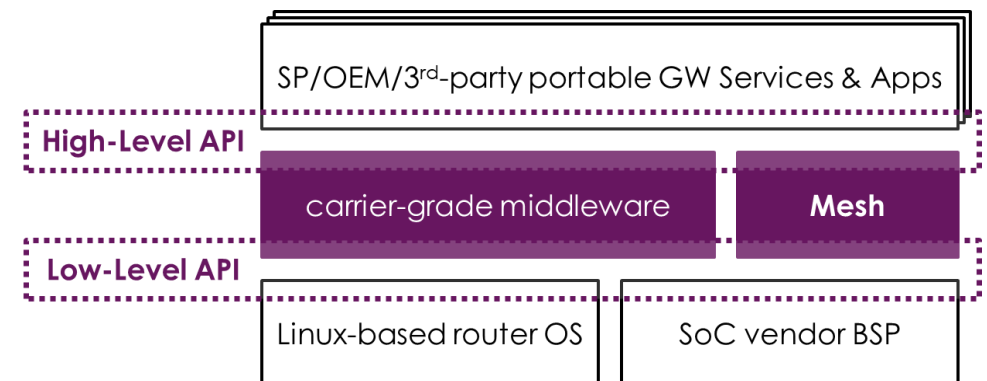 SP/OEM/3rd-party portable GW Services & Apps
High-Level API
carrier-grade middleware
Mesh
Low-Level API
Linux-based router OS
SoC vendor BSP